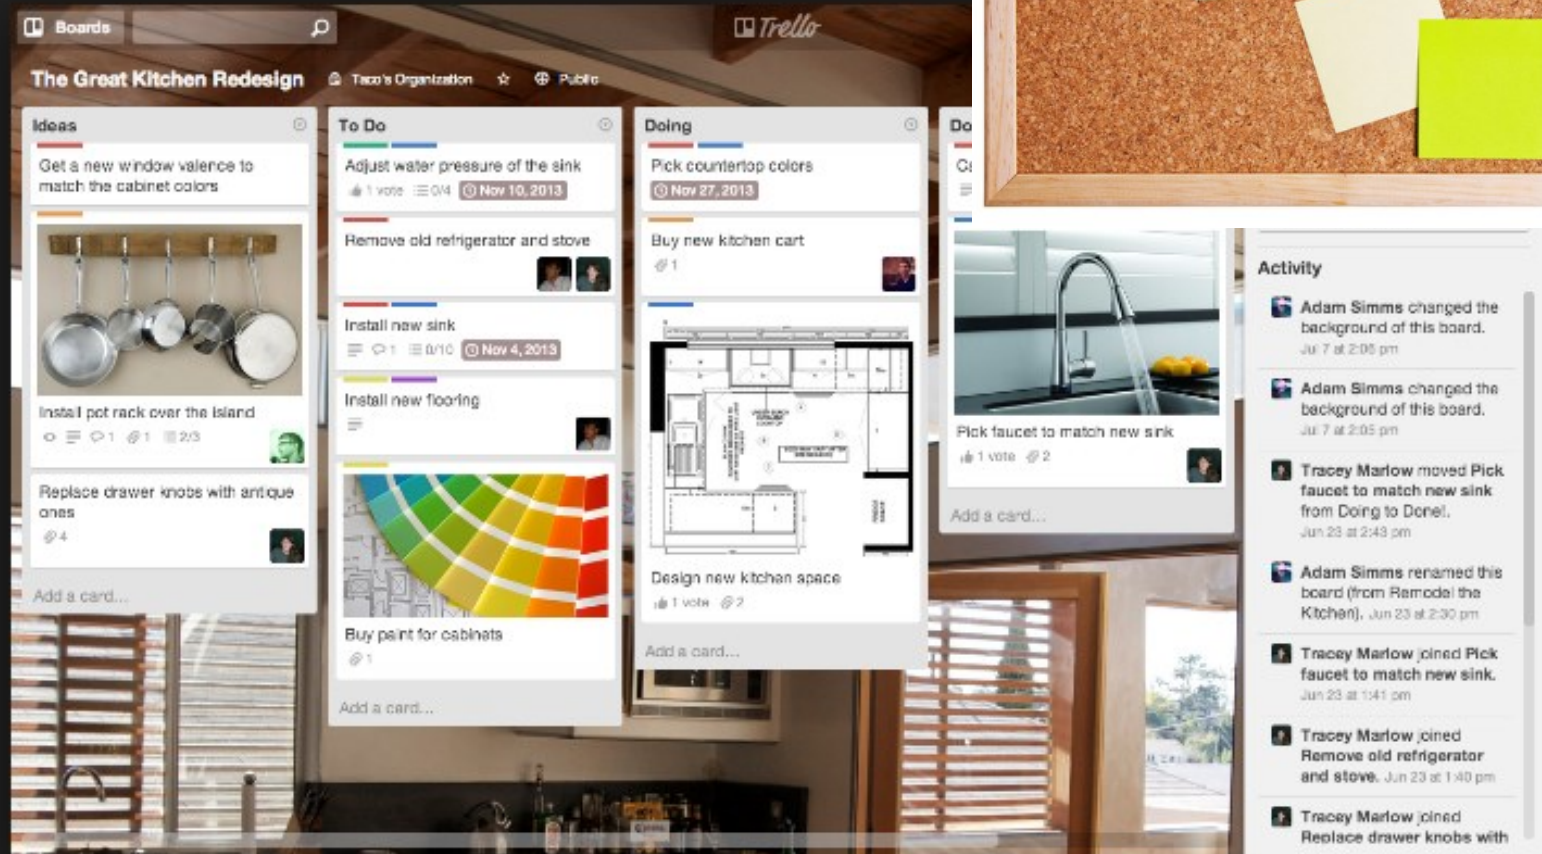 Boards
Trello
The Great Kitchen Redesign
Taco's Organization
Public
Ideas
Get a new window valence to
match the cabinet colors
Install pot rack over the island
1
1
2/3
Replace drawer knobs with antique
ones
4
Add a card...
To Do
Adjust water pressure of the sink
1 vote
0/4
Nov 10, 2013
Remove old refrigerator and stove
Install new sink
1
0/10
Nov 4, 2013
Install new flooring
Buy paint for cabinets
1
Add a card...
Doing
Pick countertop colors
Nov 27, 2013
Buy new kitchen cart
1
Design new kitchen space
1 vote
2
Add a card...
Do
Pick faucet to match new sink
1 vote
2
Add a card...
Activity
Adam Simms changed the
background of this board.
Jul 7 at 2:06 pm
Adam Simms changed the
background of this board.
Jul 7 at 2:05 pm
Tracey Marlow moved Pick
faucet to match new sink
from Doing to Done!.
Jun 23 at 2:43 pm
Adam Simms renamed this
board (from Remodel the
Kitchen). Jun 23 at 2:30 pm
Tracey Marlow joined Pick
faucet to match new sink.
Jun 23 at 1:41 pm
Tracey Marlow joined
Remove old refrigerator
and stove. Jun 23 at 1:40 pm
Tracey Marlow joined
Replace drawer knobs with